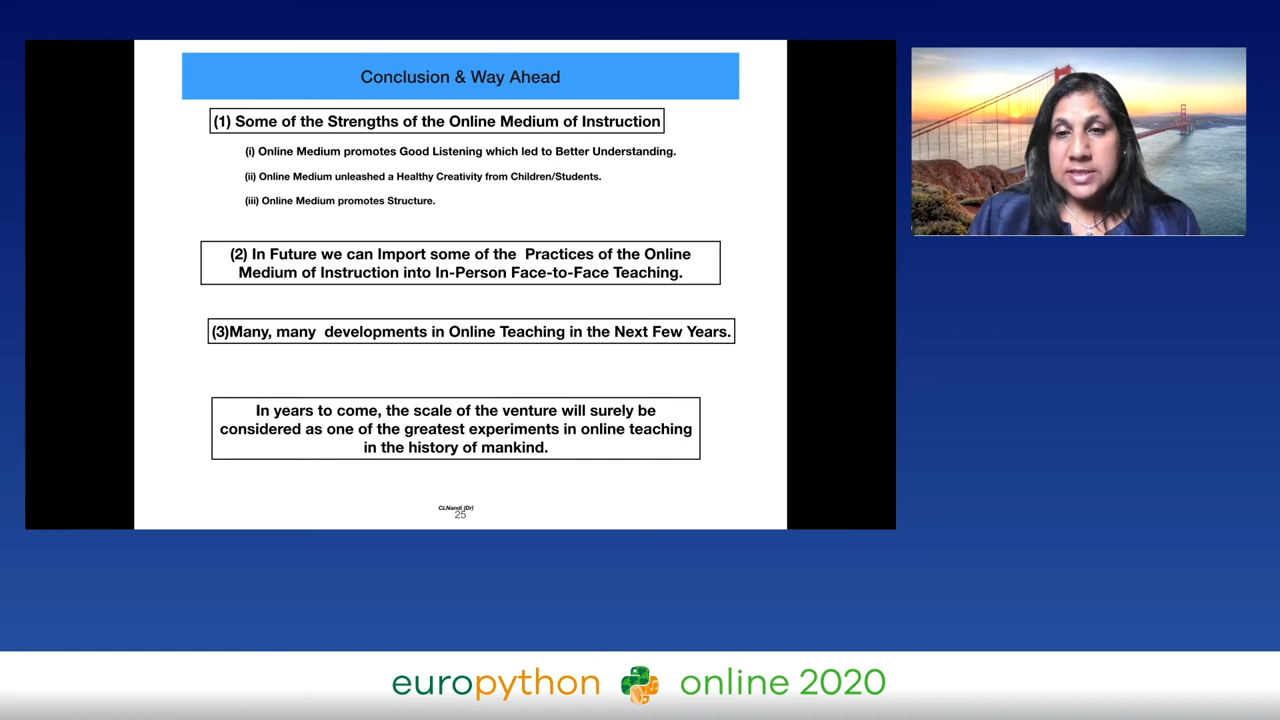 Conclusion & Way Ahead
(1) Some of the Strengths of the Online Medium of Instruction
(i) Online Medium promotes Good Listening which led to Better Understanding.
(ii) Online Medium unleashed a Healthy Creativity from Children/Students.
(iii) Online Medium promotes Structure.
(2) In Future we can Import some of the Practices of the Online
Medium of Instruction into In-Person Face-to-Face Teaching.
(3)Many, many developments in Online Teaching in the Next Few Years.
In years to come, the scale of the venture will surely be
considered as one of the greatest experiments in online teaching
in the history of mankind.
CLNandi (Dr)
25
europython online 2020